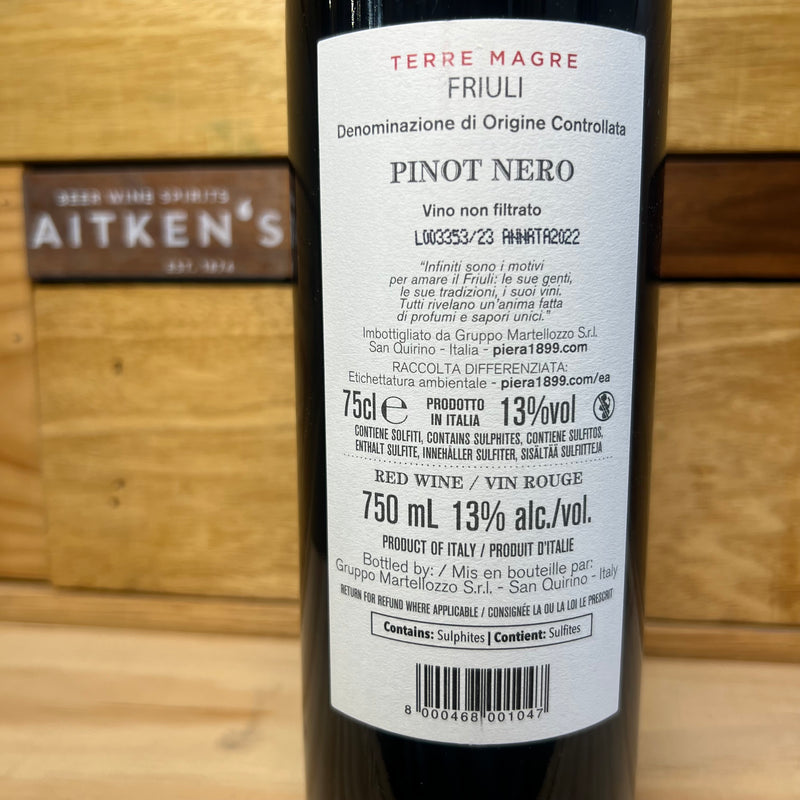 BEER WINE SPIRITS
AITKEN'S
EST. 1874
TERRE MAGRE
FRIULI
Denominazione di Origine Controllata
PINOT NERO
Vino non filtrato
L003353/23 ANNATA2022
"Infiniti sono i motivi
per amare il Friuli: le sue genti,
le sue tradizioni, i suoi vini.
Tutti rivelano un'anima fatta
di profumi e sapori unici."
Imbottigliato da Gruppo Martellozzo S.r.l.
San Quirino - Italia - piera1899.com
RACCOLTA DIFFERENZIATA:
Etichettatura ambientale - piera1899.com/ea
75cl e PRODOTTO IN ITALIA 13%vol
CONTIENE SOLFITI, CONTAINS SULPHITES, CONTIENE SULFITOS,
ENTHALT SULFITE, INNEHÅLLER SULFITER, SISÄLTÄÄ SULFIITTEJA
RED WINE / VIN ROUGE
750 mL 13% alc./vol.
PRODUCT OF ITALY / PRODUIT D'ITALIE
Bottled by: / Mis en bouteille par:
Gruppo Martellozzo S.r.l. - San Quirino - Italy
RETURN FOR REFUND WHERE APPLICABLE / CONSIGNÉE LA OU LA LOI LE PRESCRIT
Contains: Sulphites | Contient: Sulfites
8 000468 001047